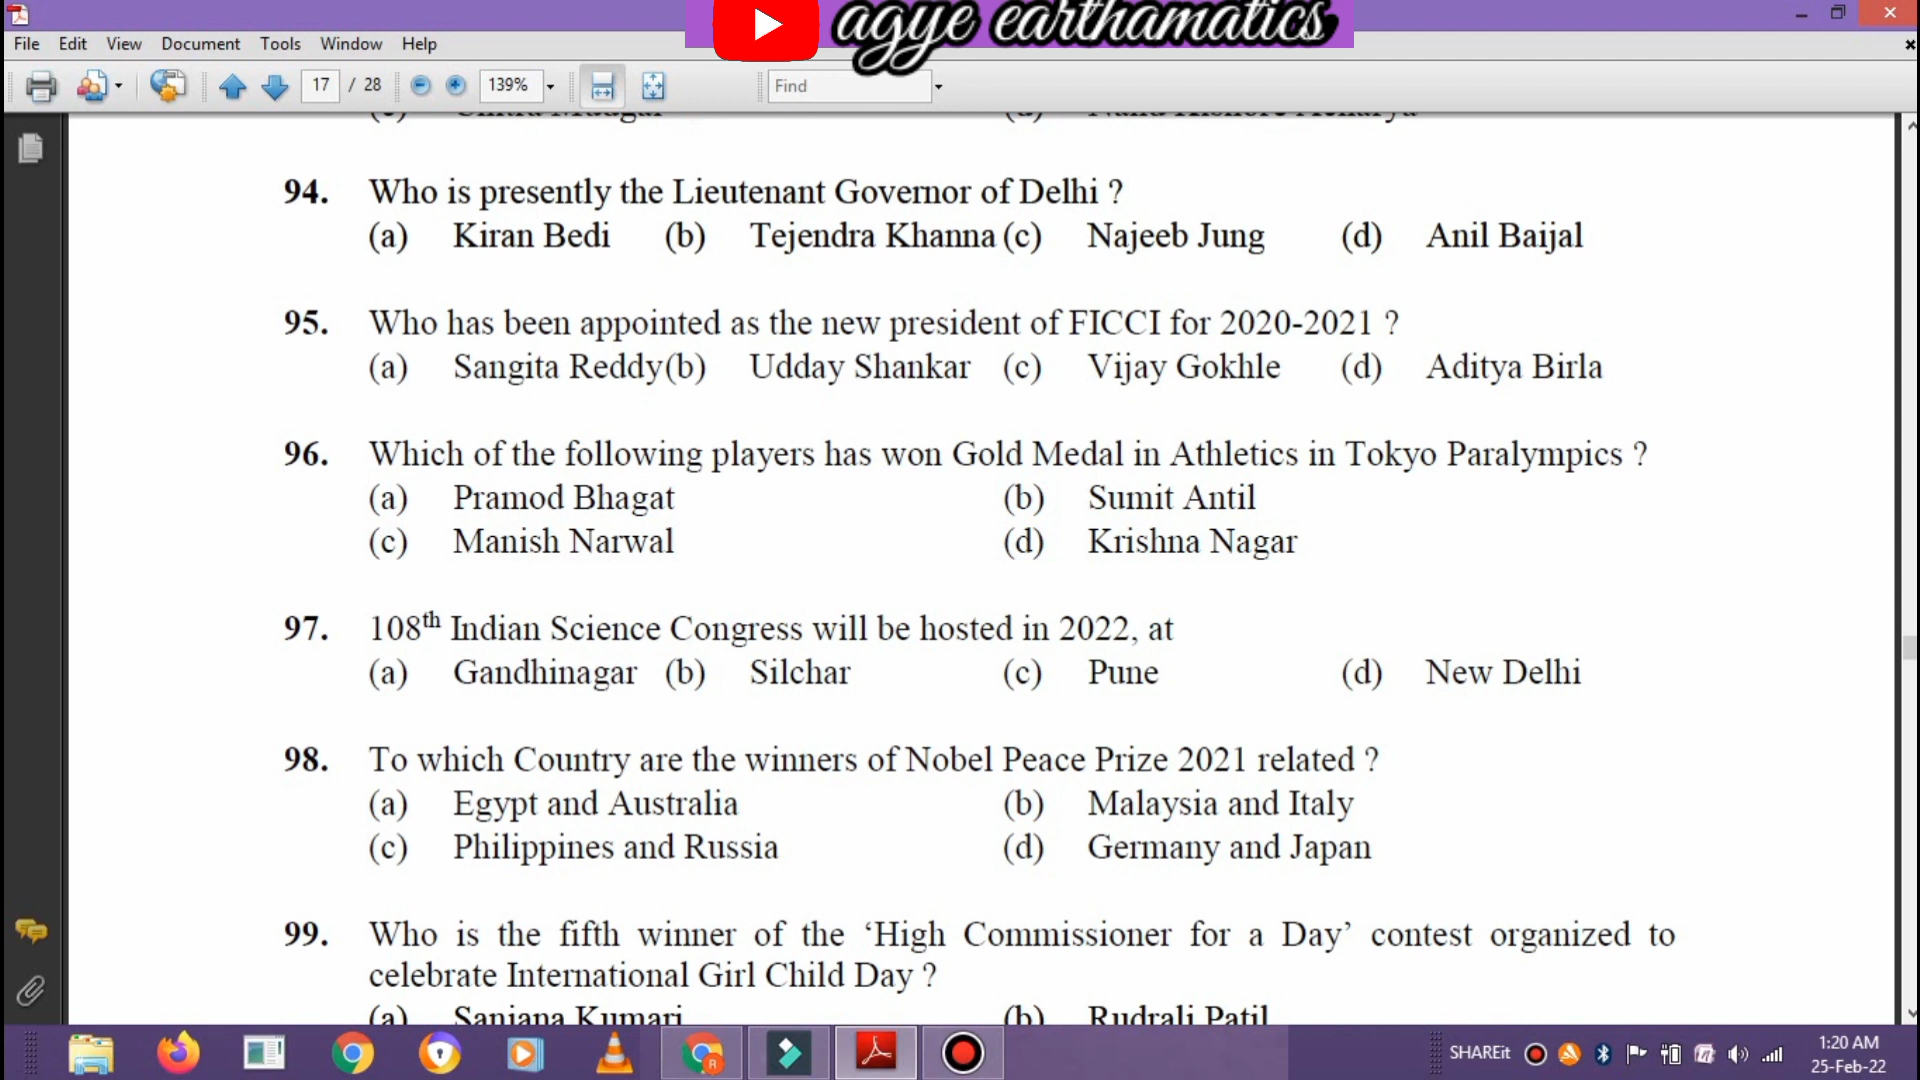 agye earthamatics
File Edit View Document Tools Window Help
17 / 28 139% Find
94. Who is presently the Lieutenant Governor of Delhi ?
(a) Kiran Bedi (b) Tejendra Khanna (c) Najeeb Jung (d) Anil Baijal
95. Who has been appointed as the new president of FICCI for 2020-2021 ?
(a) Sangita Reddy (b) Udday Shankar (c) Vijay Gokhle (d) Aditya Birla
96. Which of the following players has won Gold Medal in Athletics in Tokyo Paralympics ?
(a) Pramod Bhagat (b) Sumit Antil
(c) Manish Narwal (d) Krishna Nagar
97. 108th Indian Science Congress will be hosted in 2022, at
(a) Gandhinagar (b) Silchar (c) Pune (d) New Delhi
98. To which Country are the winners of Nobel Peace Prize 2021 related ?
(a) Egypt and Australia (b) Malaysia and Italy
(c) Philippines and Russia (d) Germany and Japan
99. Who is the fifth winner of the ‘High Commissioner for a Day’ contest organized to
celebrate International Girl Child Day ?
(a) Sanjana Kumari (b) Rudrali Patil
SHAREit 1:20 AM
25-Feb-22